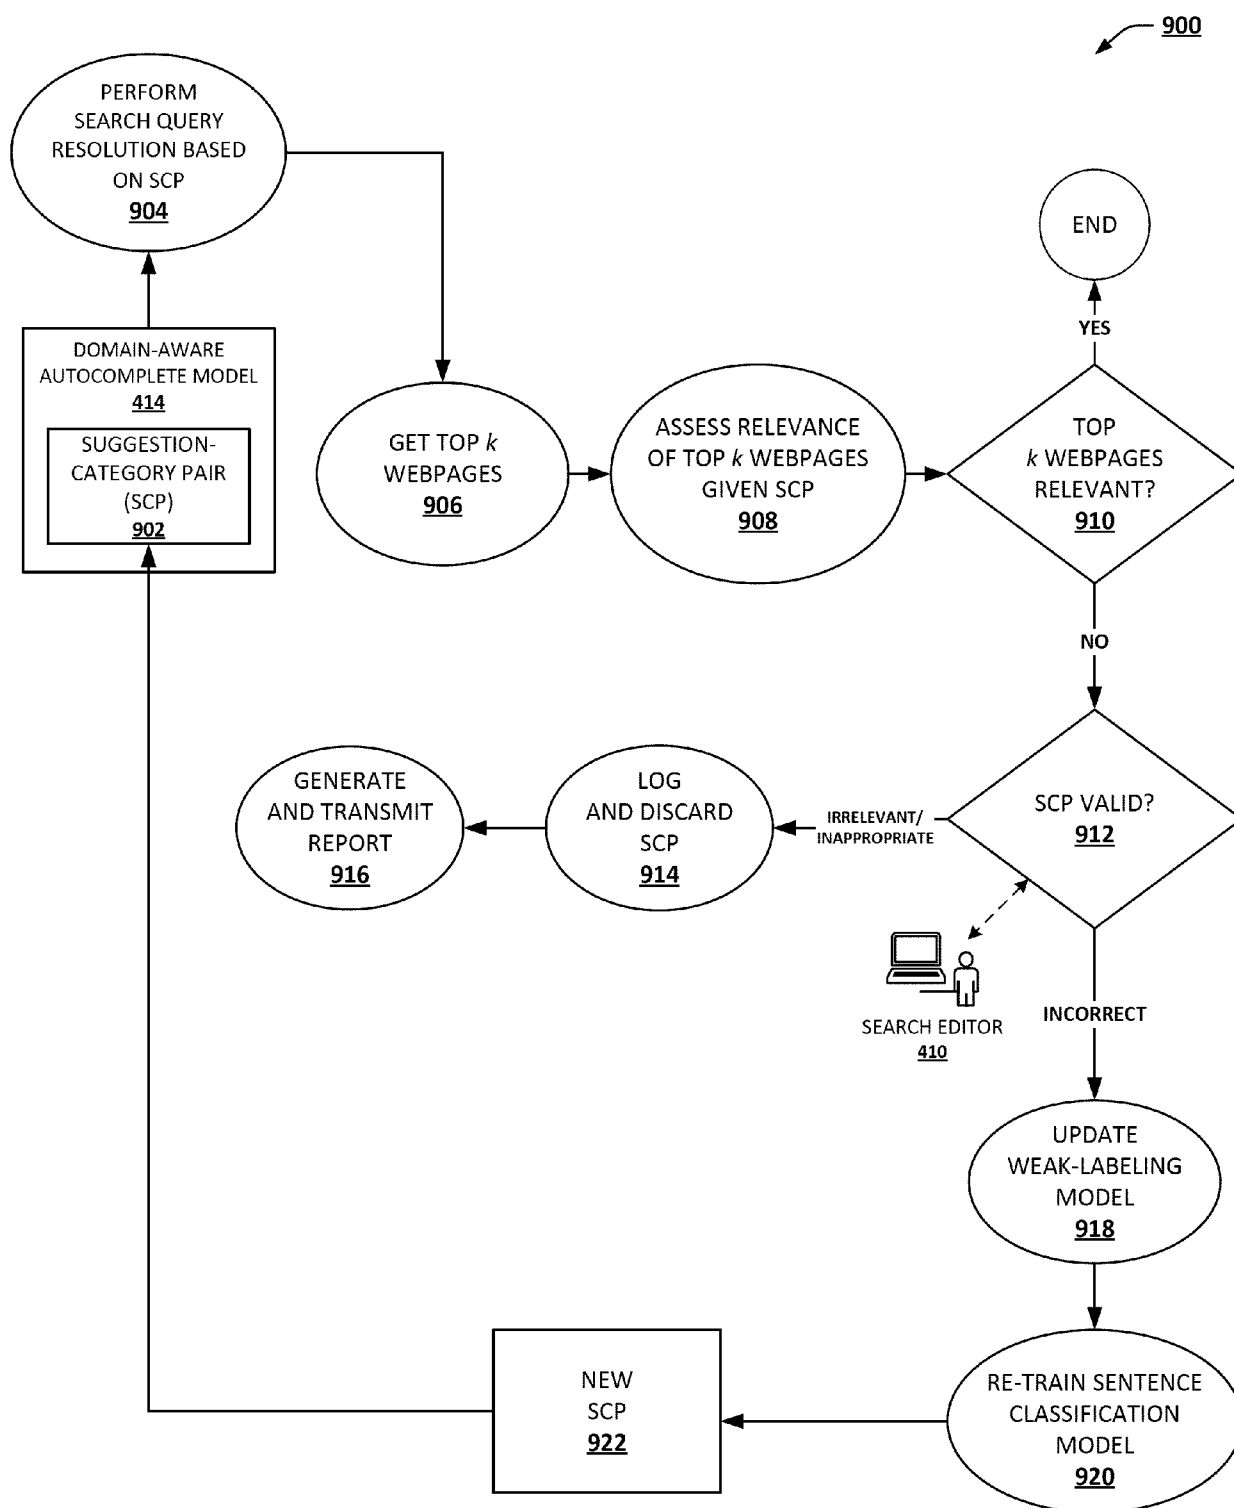 900
PERFORM
SEARCH QUERY
RESOLUTION BASED
ON SCP
904
DOMAIN-AWARE
AUTOCOMPLETE MODEL
414
SUGGESTION-
CATEGORY PAIR
(SCP)
902
GET TOP k
WEBPAGES
906
ASSESS RELEVANCE
OF TOP k WEBPAGES
GIVEN SCP
908
TOP
k WEBPAGES
RELEVANT?
910
YES
END
NO
SCP VALID?
912
IRRELEVANT/
INAPPROPRIATE
LOG
AND DISCARD
SCP
914
GENERATE
AND TRANSMIT
REPORT
916
SEARCH EDITOR
410
INCORRECT
UPDATE
WEAK-LABELING
MODEL
918
RE-TRAIN SENTENCE
CLASSIFICATION
MODEL
920
NEW
SCP
922